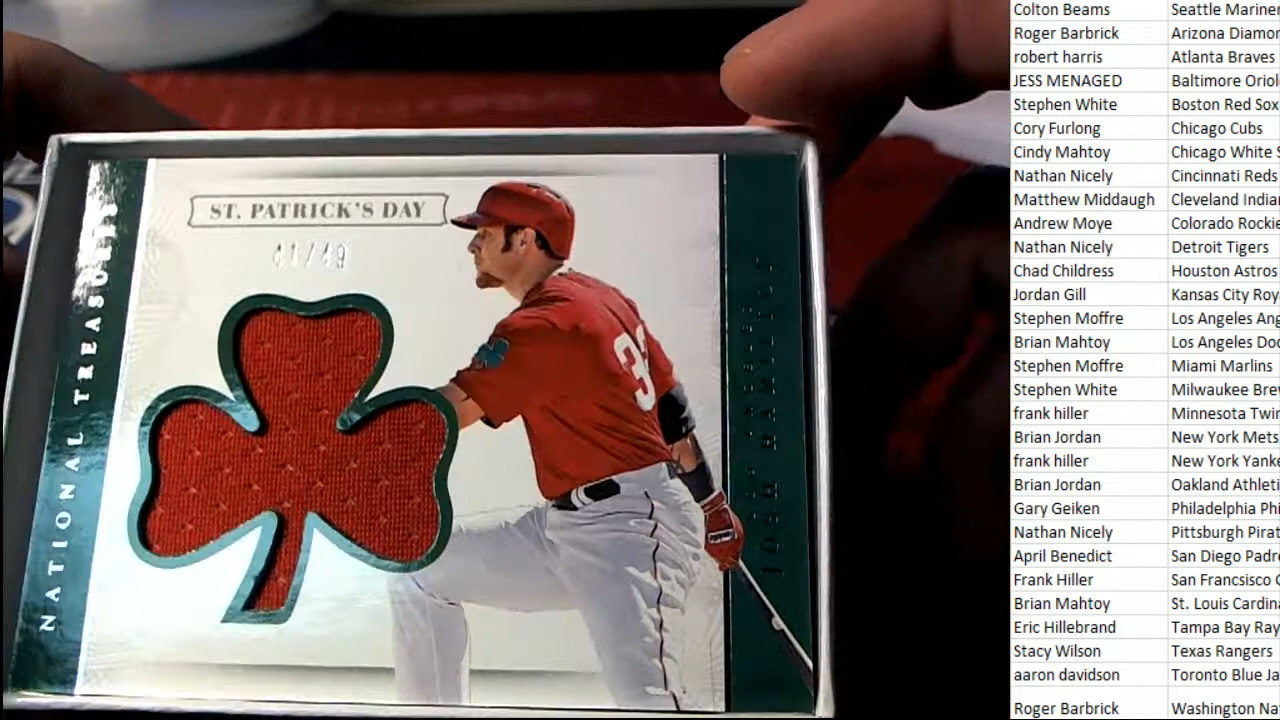 NATIONAL TREASURES
ST. PATRICK'S DAY
41/49
3
JOSH HAMILTON
Colton Beams Seattle Mariner
Roger Barbrick Arizona Diamon
robert harris Atlanta Braves
JESS MENAGED Baltimore Oriol
Stephen White Boston Red Sox
Cory Furlong Chicago Cubs
Cindy Mahtoy Chicago White S
Nathan Nicely Cincinnati Reds
Matthew Middaugh Cleveland India
Andrew Moye Colorado Rockie
Nathan Nicely Detroit Tigers
Chad Childress Houston Astros
Jordan Gill Kansas City Roy
Stephen Moffre Los Angeles Ang
Brian Mahtoy Los Angeles Dod
Stephen Moffre Miami Marlins
Stephen White Milwaukee Brew
frank hiller Minnesota Twin
Brian Jordan New York Mets
frank hiller New York Yanke
Brian Jordan Oakland Athleti
Gary Geiken Philadelphia Phi
Nathan Nicely Pittsburgh Pirat
April Benedict San Diego Padr
Frank Hiller San Francsisco G
Brian Mahtoy St. Louis Cardin
Eric Hillebrand Tampa Bay Ray
Stacy Wilson Texas Rangers
aaron davidson Toronto Blue Ja
Roger Barbrick Washington Na